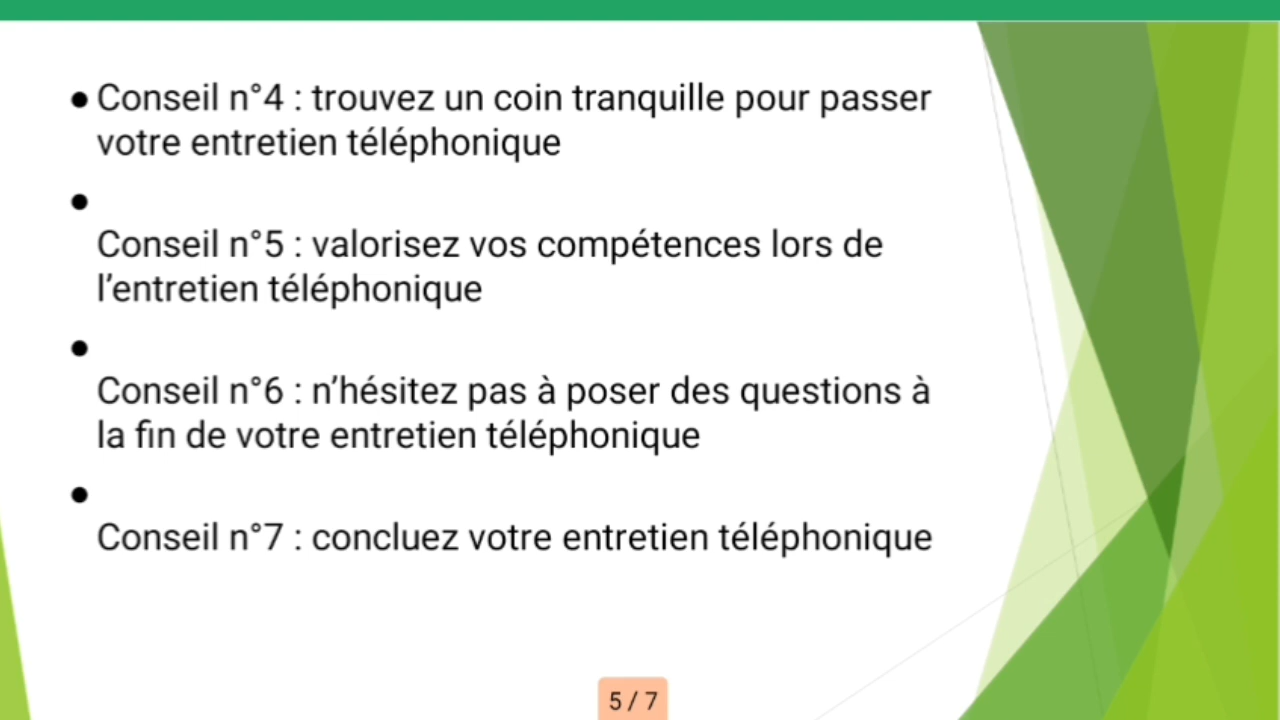 ● Conseil n°4 : trouvez un coin tranquille pour passer
votre entretien téléphonique
●
Conseil n°5 : valorisez vos compétences lors de
l’entretien téléphonique
●
Conseil n°6 : n’hésitez pas à poser des questions à
la fin de votre entretien téléphonique
●
Conseil n°7 : concluez votre entretien téléphonique
5 / 7